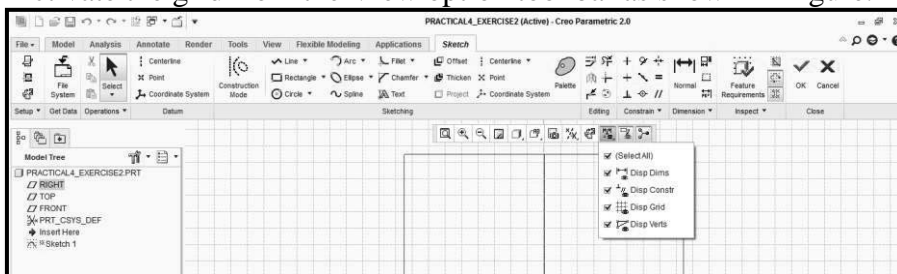 PRACTICAL4_EXERCISE2 (Active) - Creo Parametric 2.0
File Model Analysis Annotate Render Tools View Flexible Modeling Applications Sketch
Centerline Line Arc Fillet Offset Centerline
Point Rectangle Ellipse Chamfer Thicken Point
Coordinate System Circle Spline Text Project Coordinate System
File System Select Construction Mode Palette Normal Feature Requirements OK Cancel
Setup Get Data Operations Datum Sketching Editing Constrain Dimension Inspect Close
Model Tree
PRACTICAL4_EXERCISE2.PRT
RIGHT
TOP
FRONT
PRT_CSYS_DEF
Insert Here
Sketch 1
(Select All)
Disp Dims
Disp Constr
Disp Grid
Disp Verts